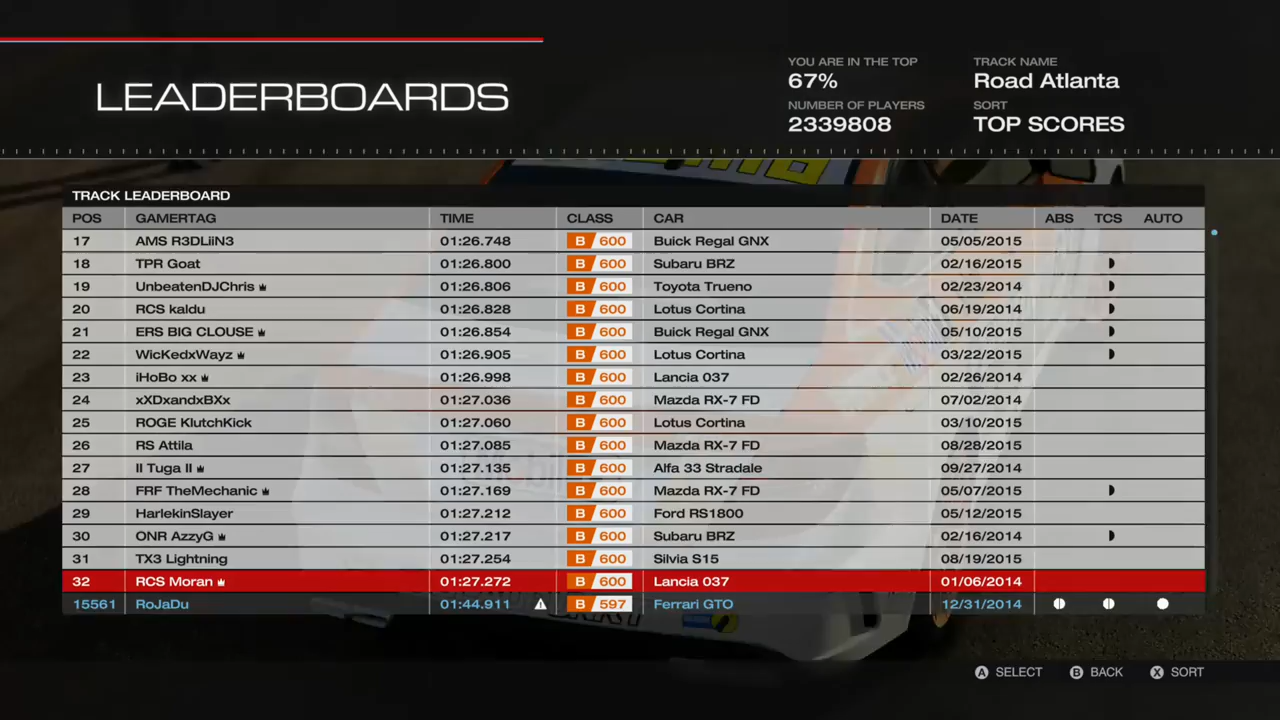 YOU ARE IN THE TOP TRACK NAME
LEADERBOARDS 67% Road Atlanta
NUMBER OF PLAYERS SORT
2339808 TOP SCORES
TRACK LEADERBOARD
POS GAMERTAG TIME CLASS CAR DATE ABS TCS AUTO
17 AMS R3DLiiN3 01:26.748 B 600 Buick Regal GNX 05/05/2015
18 TPR Goat 01:26.800 B 600 Subaru BRZ 02/16/2015
19 UnbeatenDJChris 01:26.806 B 600 Toyota Trueno 02/23/2014
20 RCS kaldu 01:26.828 B 600 Lotus Cortina 06/19/2014
21 ERS BIG CLOUSE 01:26.854 B 600 Buick Regal GNX 05/10/2015
22 WicKedxWayz 01:26.905 B 600 Lotus Cortina 03/22/2015
23 iHoBo xx 01:26.998 B 600 Lancia 037 02/26/2014
24 xXDxandxBXx 01:27.036 B 600 Mazda RX-7 FD 07/02/2014
25 ROGE KlutchKick 01:27.060 B 600 Lotus Cortina 03/10/2015
26 RS Attila 01:27.085 B 600 Mazda RX-7 FD 08/28/2015
27 II Tuga II 01:27.135 B 600 Alfa 33 Stradale 09/27/2014
28 FRF TheMechanic 01:27.169 B 600 Mazda RX-7 FD 05/07/2015
29 HarlekinSlayer 01:27.212 B 600 Ford RS1800 05/12/2015
30 ONR AzzyG 01:27.217 B 600 Subaru BRZ 02/16/2014
31 TX3 Lightning 01:27.254 B 600 Silvia S15 08/19/2015
32 RCS Moran 01:27.272 B 600 Lancia 037 01/06/2014
15561 RoJaDu 01:44.911 B 597 Ferrari GTO 12/31/2014
A SELECT B BACK X SORT